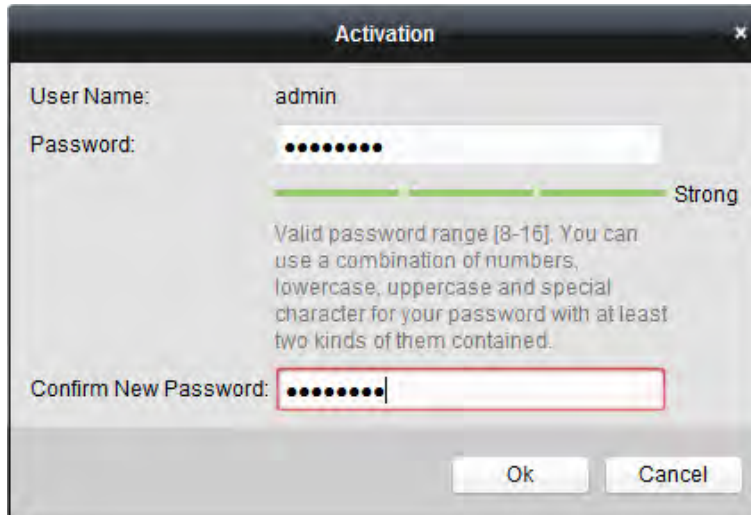 Activation ×
User Name: admin
Password: ●●●●●●●●
Strong
Valid password range [8-16]. You can
use a combination of numbers,
lowercase, uppercase and special
character for your password with at least
two kinds of them contained.
Confirm New Password: ●●●●●●●●
Ok Cancel